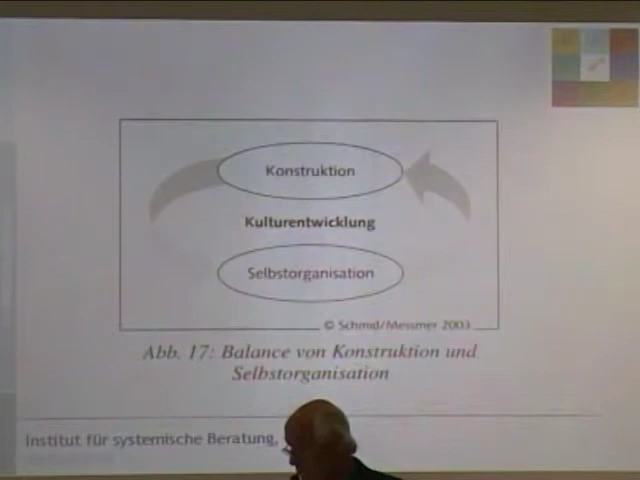 Konstruktion
Kulturentwicklung
Selbstorganisation
© Schmid/Messmer 2003
Abb. 17: Balance von Konstruktion und
Selbstorganisation
Institut für systemische Beratung,